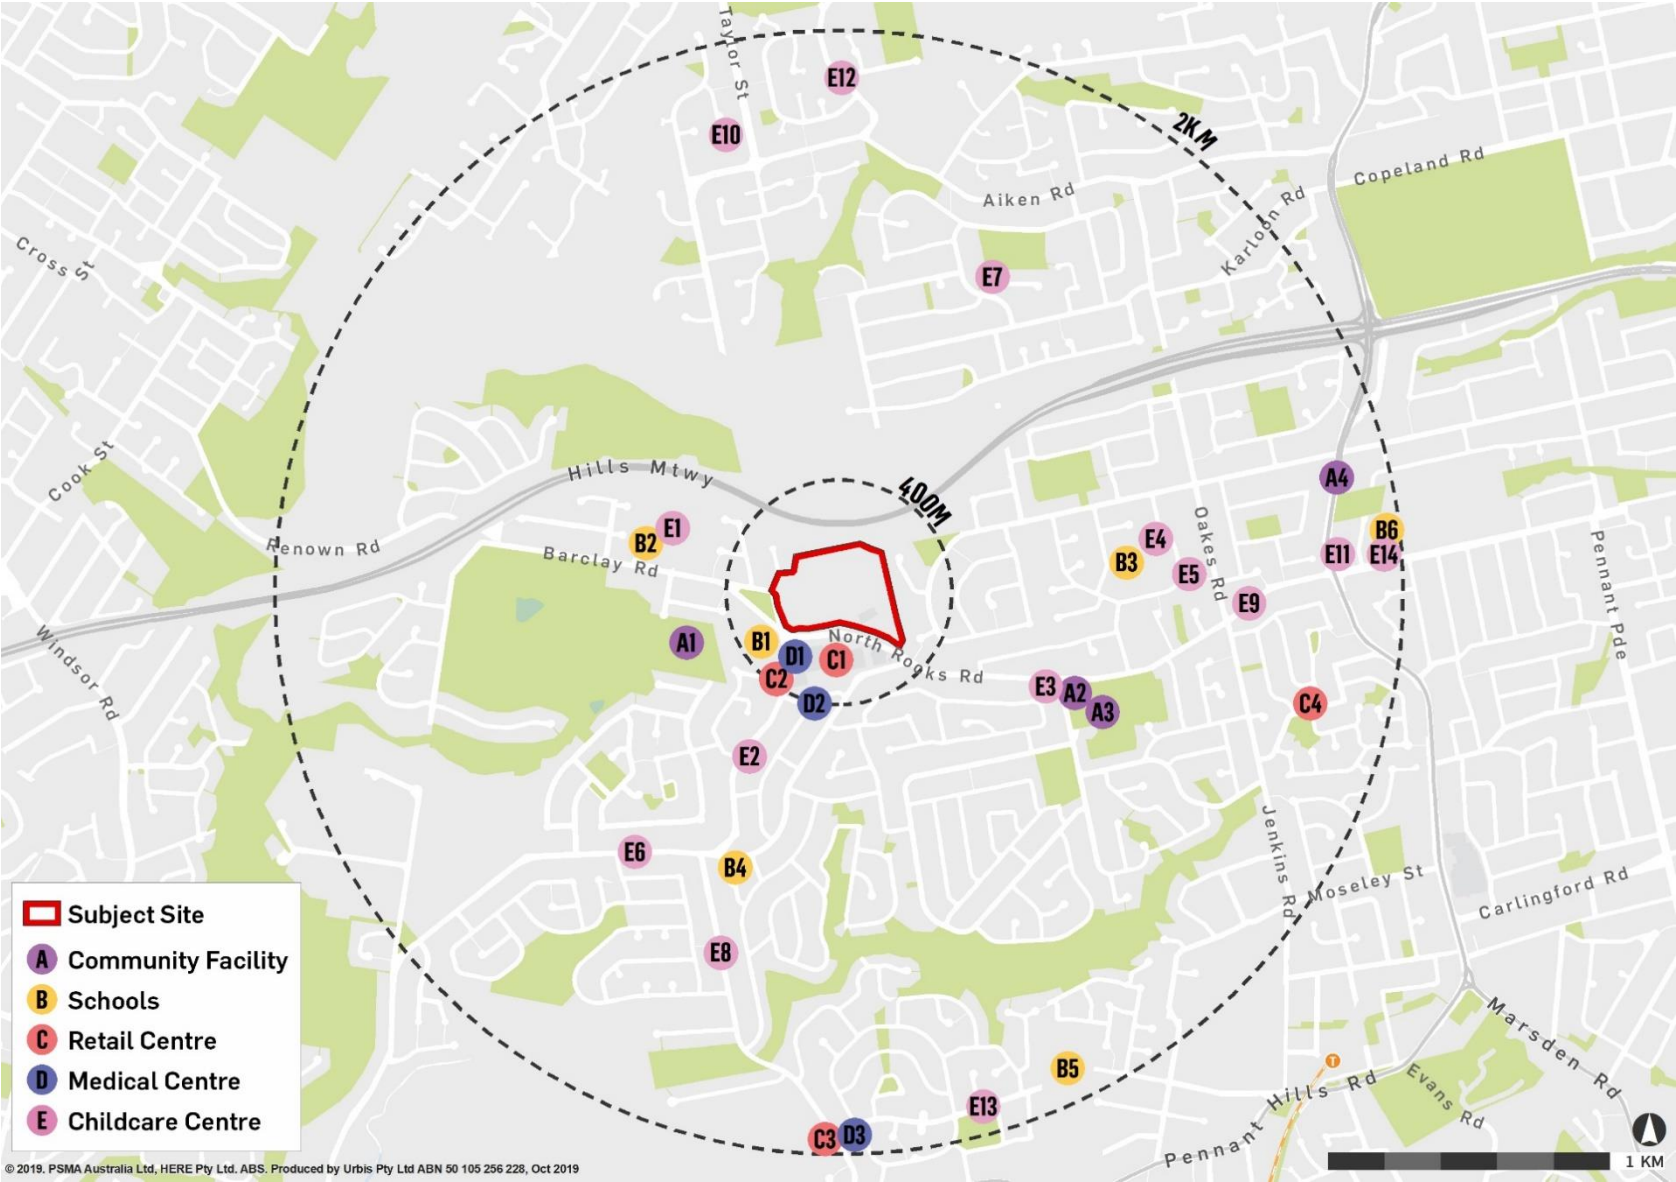 Taylor St
E12
E10
2KM
Copeland Rd
Aiken Rd
Karloon Rd
Cross St
E7
Hills Mtwy
Cook St
400M
A4
Renown Rd
E1
B2
Barclay Rd
Oakes Rd
E4
B3
E5
E9
B6
E11
E14
Pennant Pde
Windsor Rd
A1
B1
D1
C1
North Rooks Rd
C2
D2
E3
A2
A3
C4
E2
E6
B4
Jenkins Rd
Moseley St
Carlingford Rd
E8
Marsden Rd
B5
T
Pennant Hills Rd
Evans Rd
E13
C3
D3
Subject Site
A Community Facility
B Schools
C Retail Centre
D Medical Centre
E Childcare Centre
© 2019. PSMA Australia Ltd, HERE Pty Ltd. ABS. Produced by Urbis Pty Ltd ABN 50 105 256 228, Oct 2019
1 KM